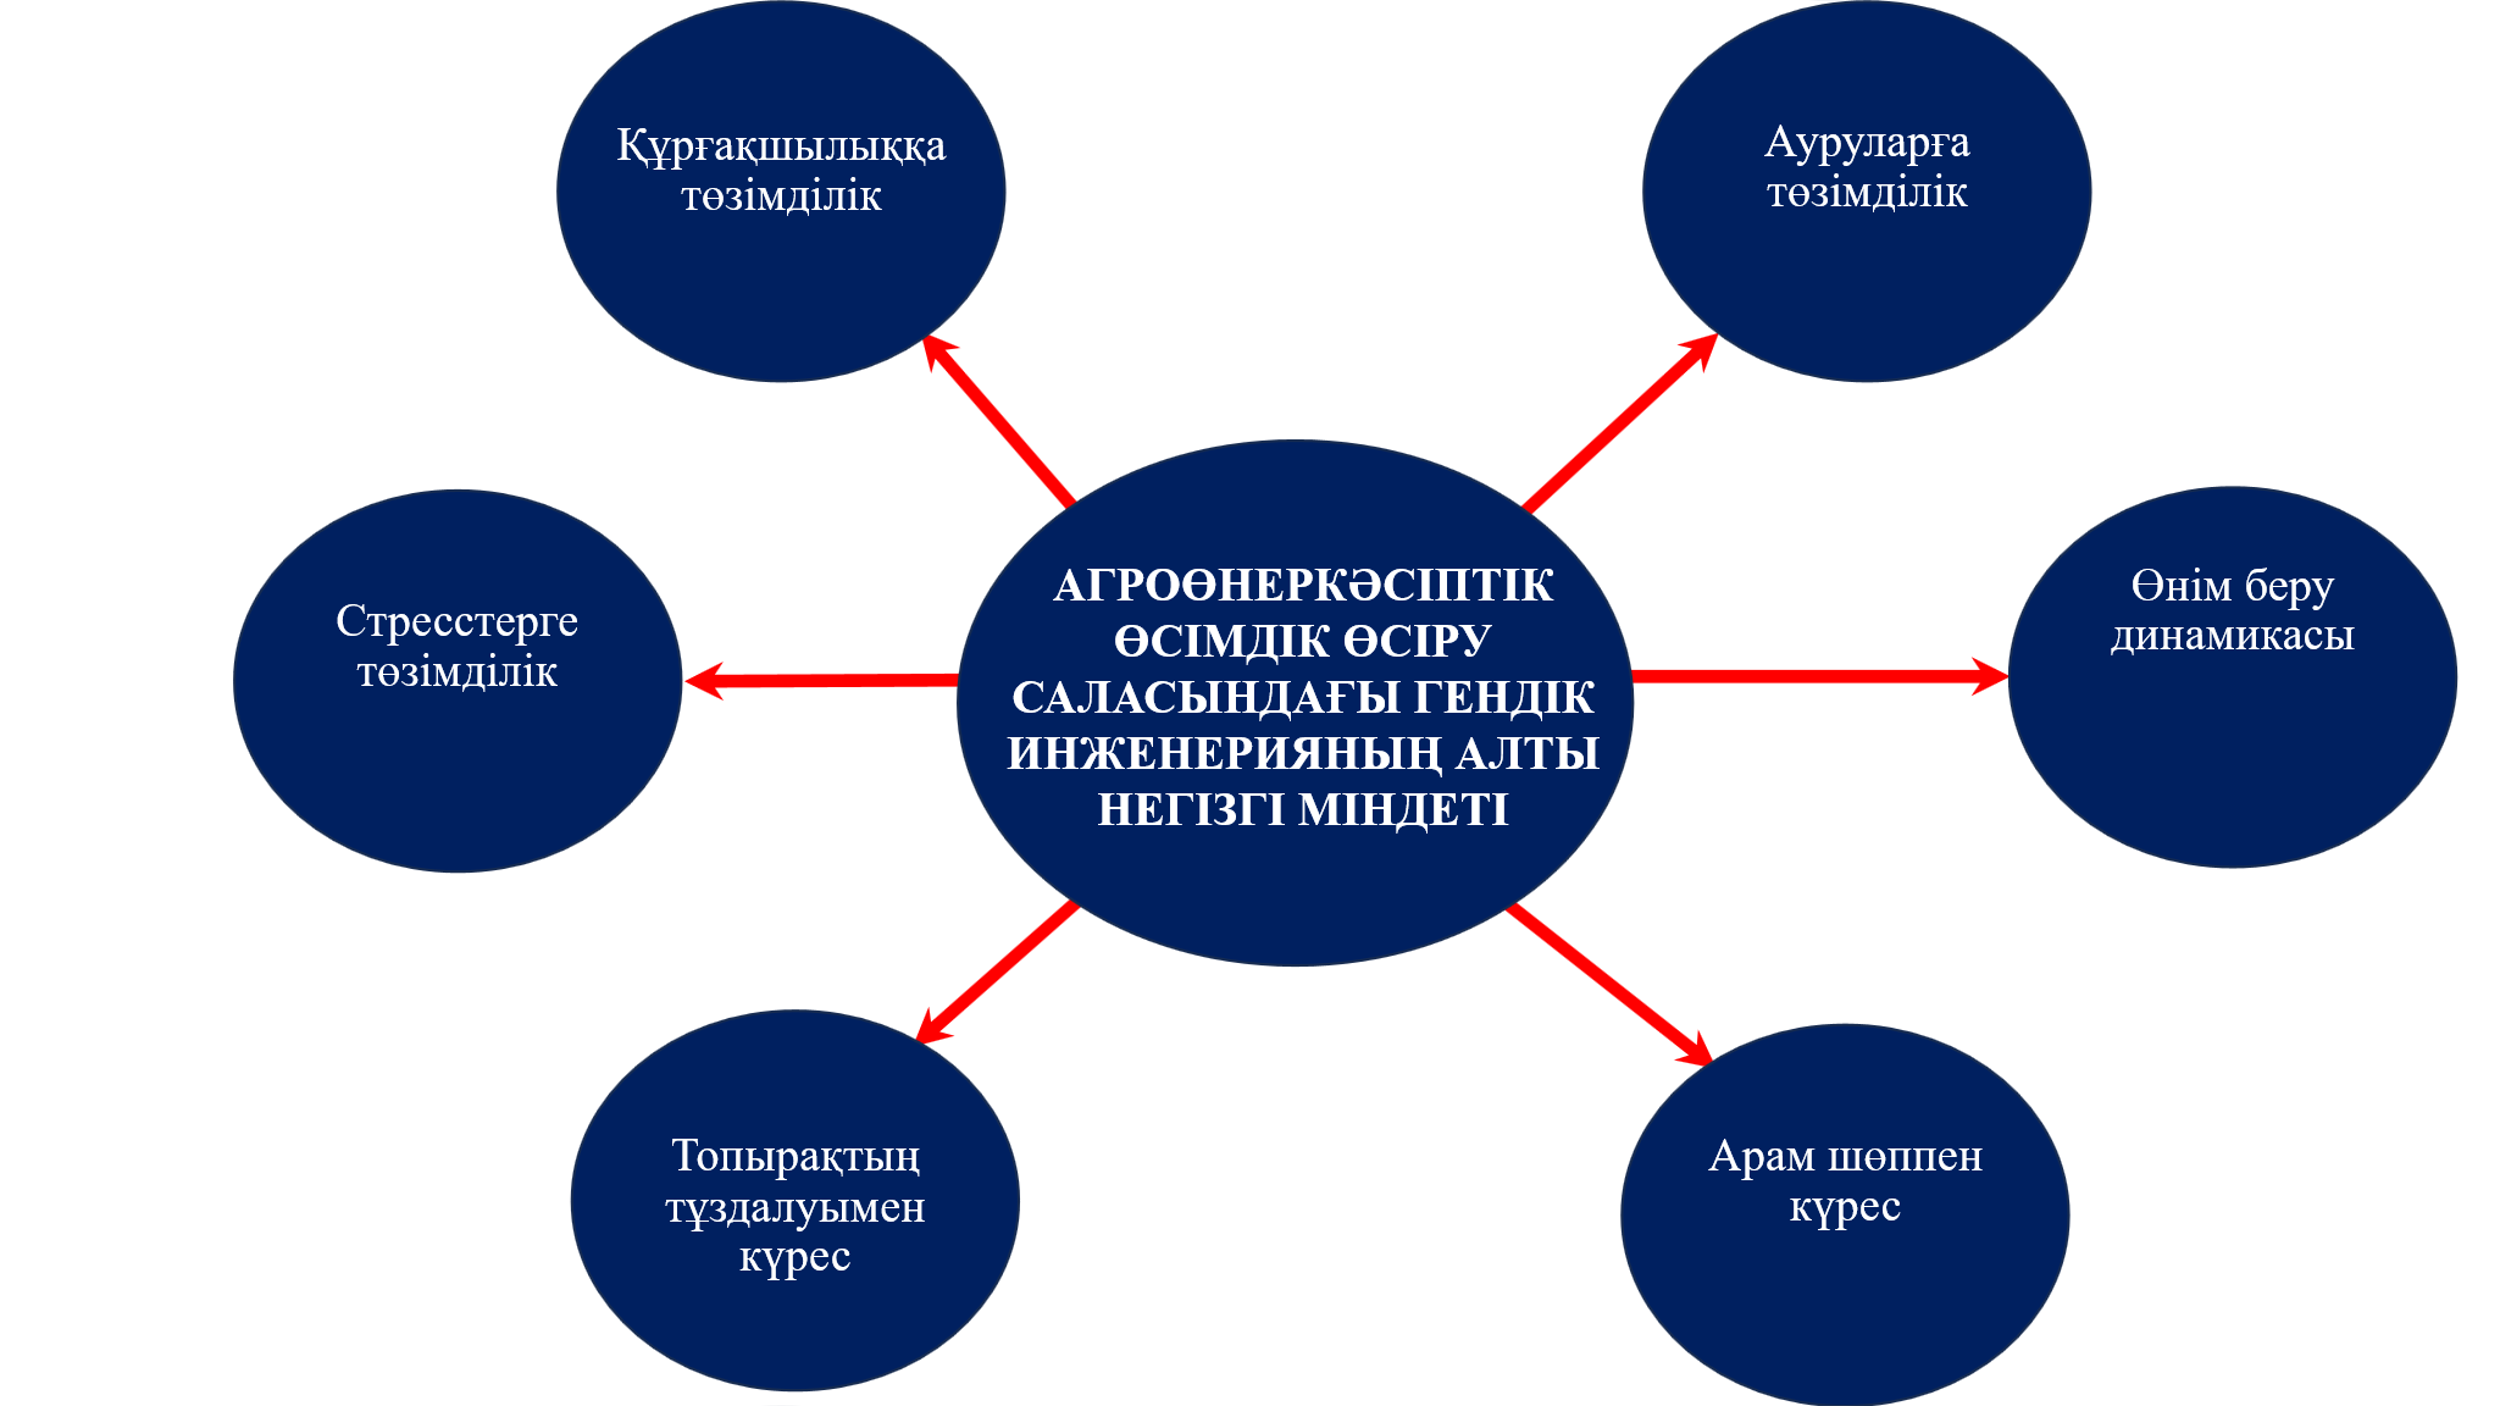 Құрғақшылыққа
төзімділік
Ауруларға
төзімділік
Стресстерге
төзімділік
АГРОӨНЕРКӘСІПТІК
ӨСІМДІК ӨСІРУ
САЛАСЫНДАҒЫ ГЕНДІК
ИНЖЕНЕРИЯНЫҢ АЛТЫ
НЕГІЗГІ МІНДЕТІ
Өнім беру
динамикасы
Топырақтың
тұздалуымен
күрес
Арам шөппен
күрес